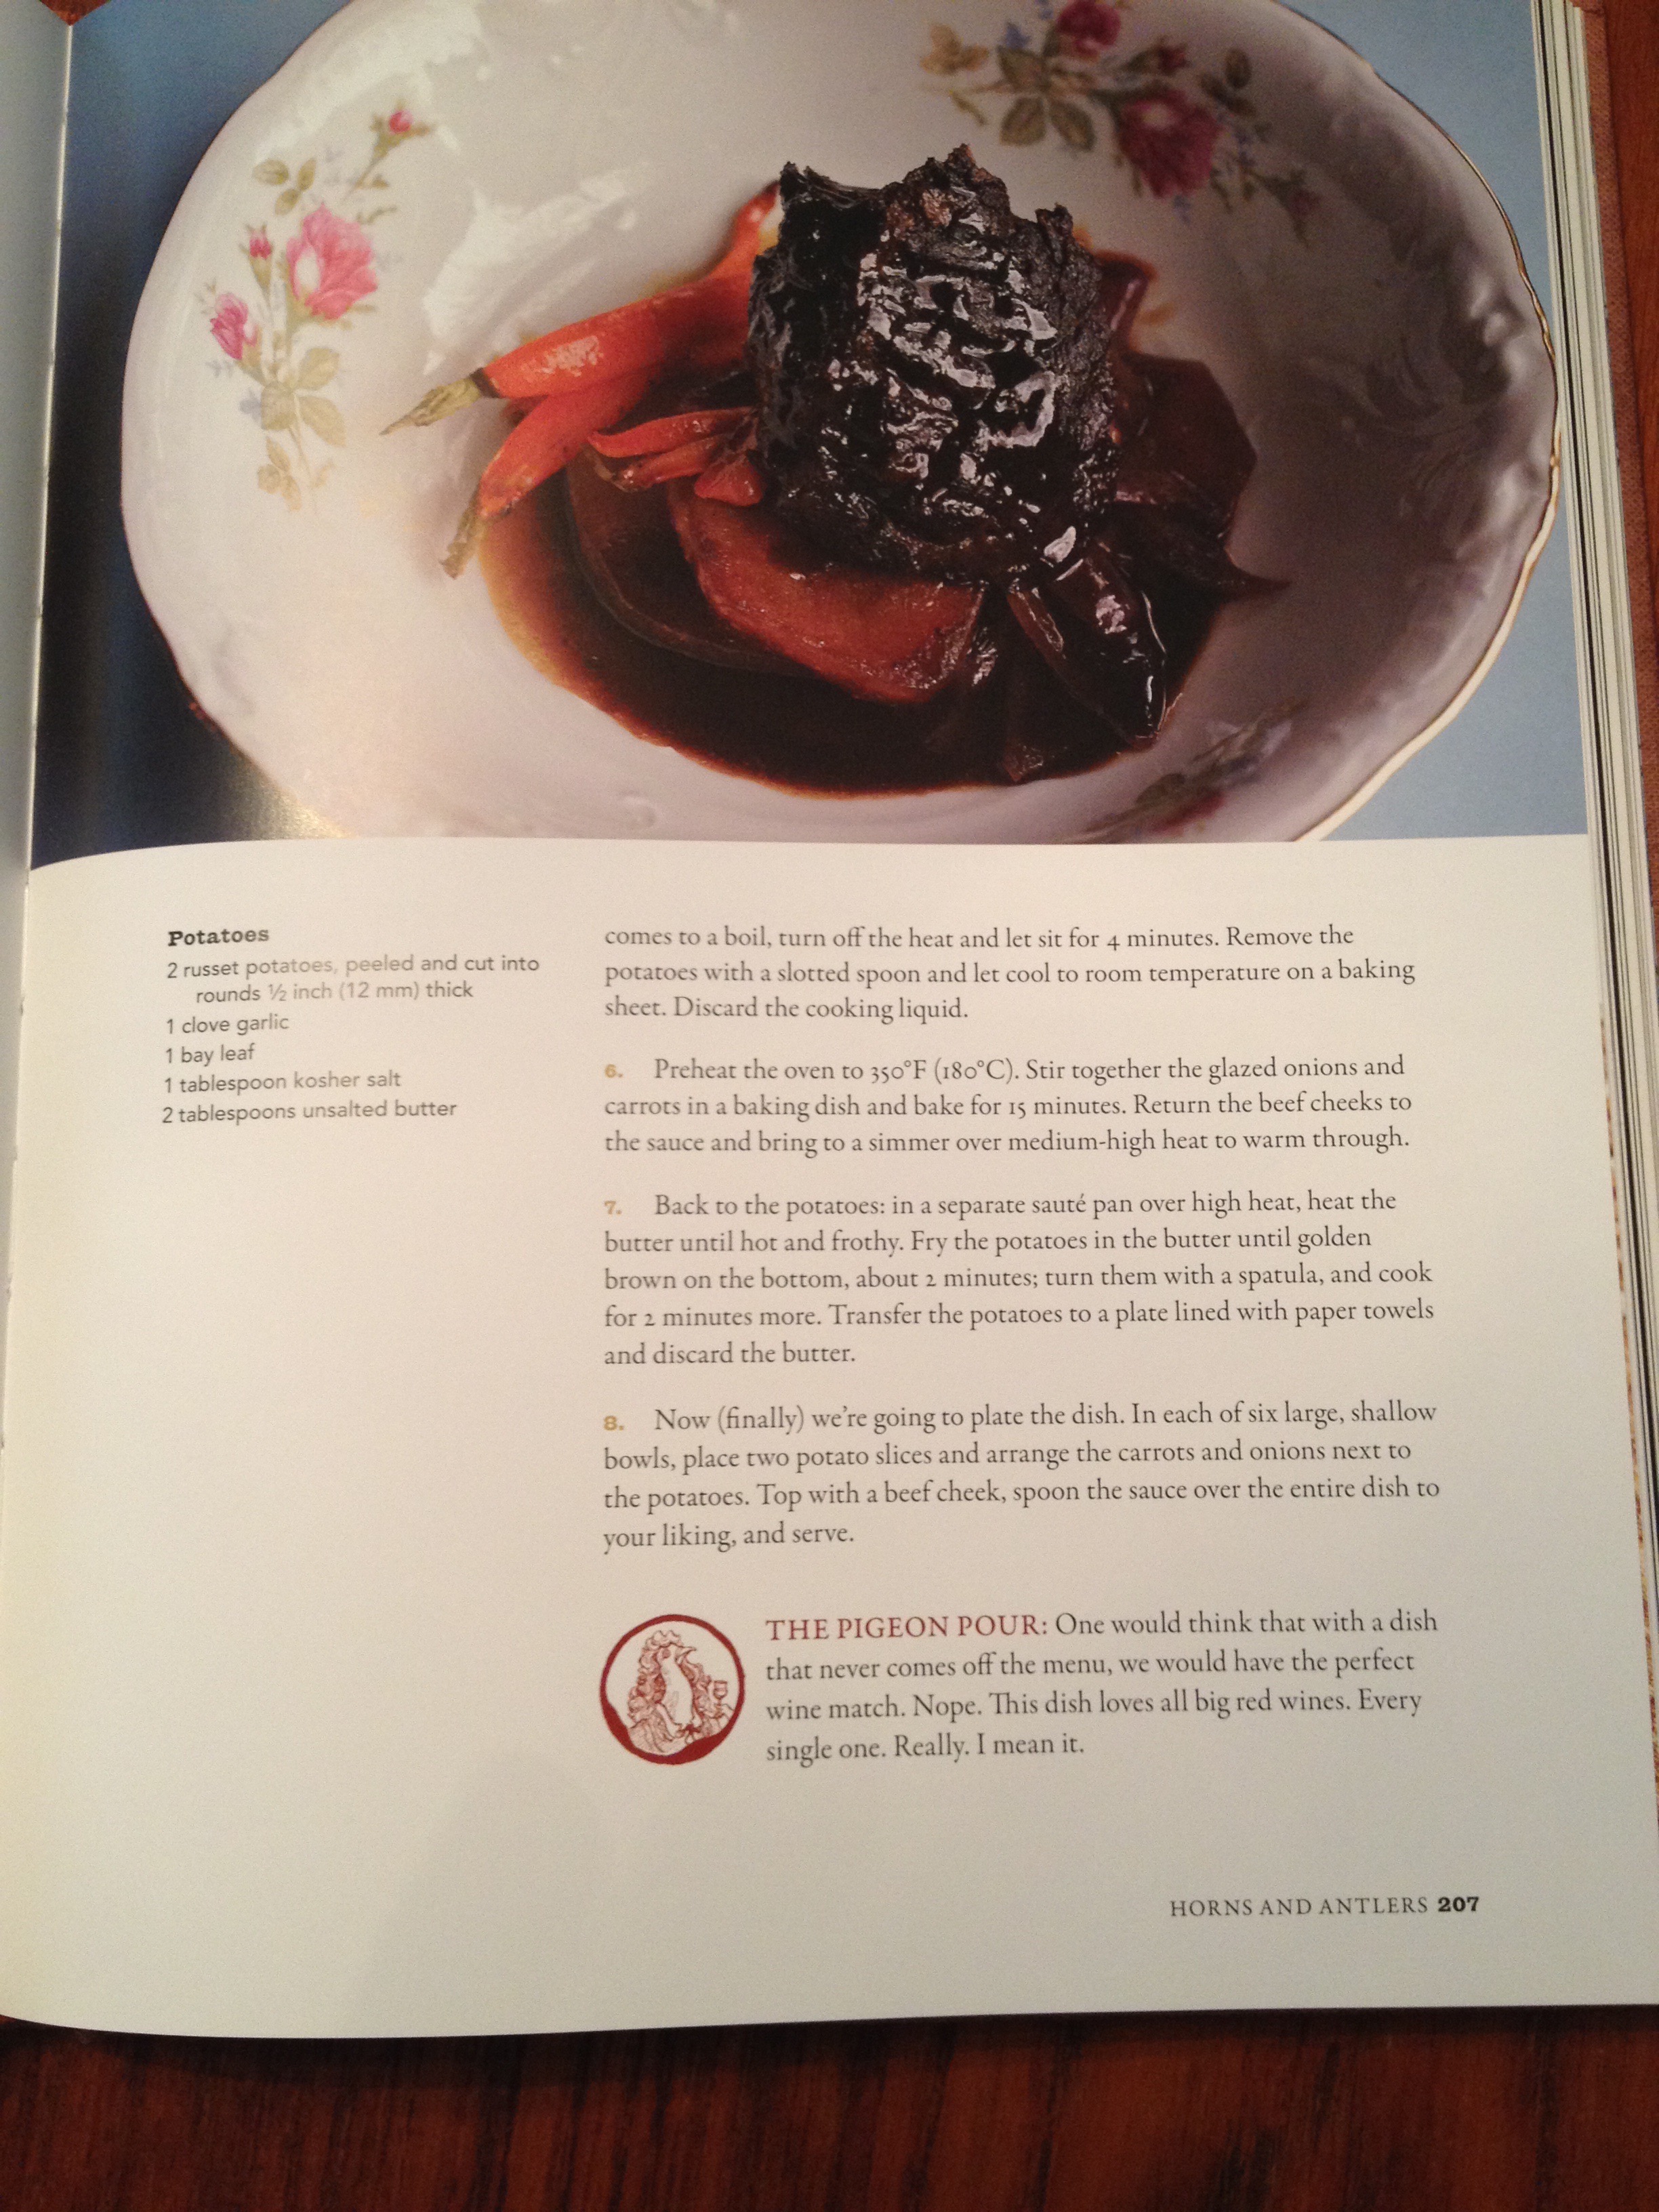 Potatoes
2 russet potatoes, peeled and cut into
rounds ½ inch (12 mm) thick
1 clove garlic
1 bay leaf
1 tablespoon kosher salt
2 tablespoons unsalted butter
comes to a boil, turn off the heat and let sit for 4 minutes. Remove the
potatoes with a slotted spoon and let cool to room temperature on a baking
sheet. Discard the cooking liquid.
6. Preheat the oven to 350°F (180°C). Stir together the glazed onions and
carrots in a baking dish and bake for 15 minutes. Return the beef cheeks to
the sauce and bring to a simmer over medium-high heat to warm through.
7. Back to the potatoes: in a separate sauté pan over high heat, heat the
butter until hot and frothy. Fry the potatoes in the butter until golden
brown on the bottom, about 2 minutes; turn them with a spatula, and cook
for 2 minutes more. Transfer the potatoes to a plate lined with paper towels
and discard the butter.
8. Now (finally) we're going to plate the dish. In each of six large, shallow
bowls, place two potato slices and arrange the carrots and onions next to
the potatoes. Top with a beef cheek, spoon the sauce over the entire dish to
your liking, and serve.
THE PIGEON POUR: One would think that with a dish
that never comes off the menu, we would have the perfect
wine match. Nope. This dish loves all big red wines. Every
single one. Really. I mean it.
HORNS AND ANTLERS 207